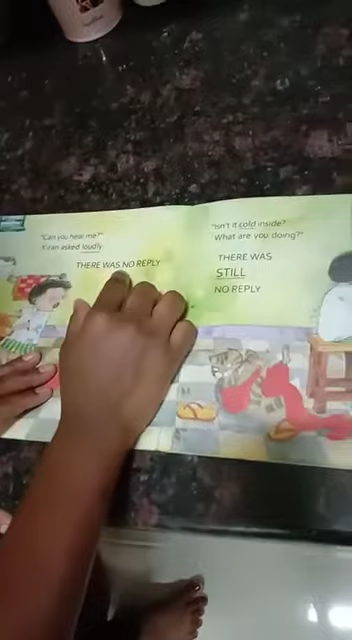 "Can you hear me?"
Kiran asked loudly
THERE WAS NO REPLY
"Isn't it cold inside?
What are you doing?"
THERE WAS
STILL
NO REPLY